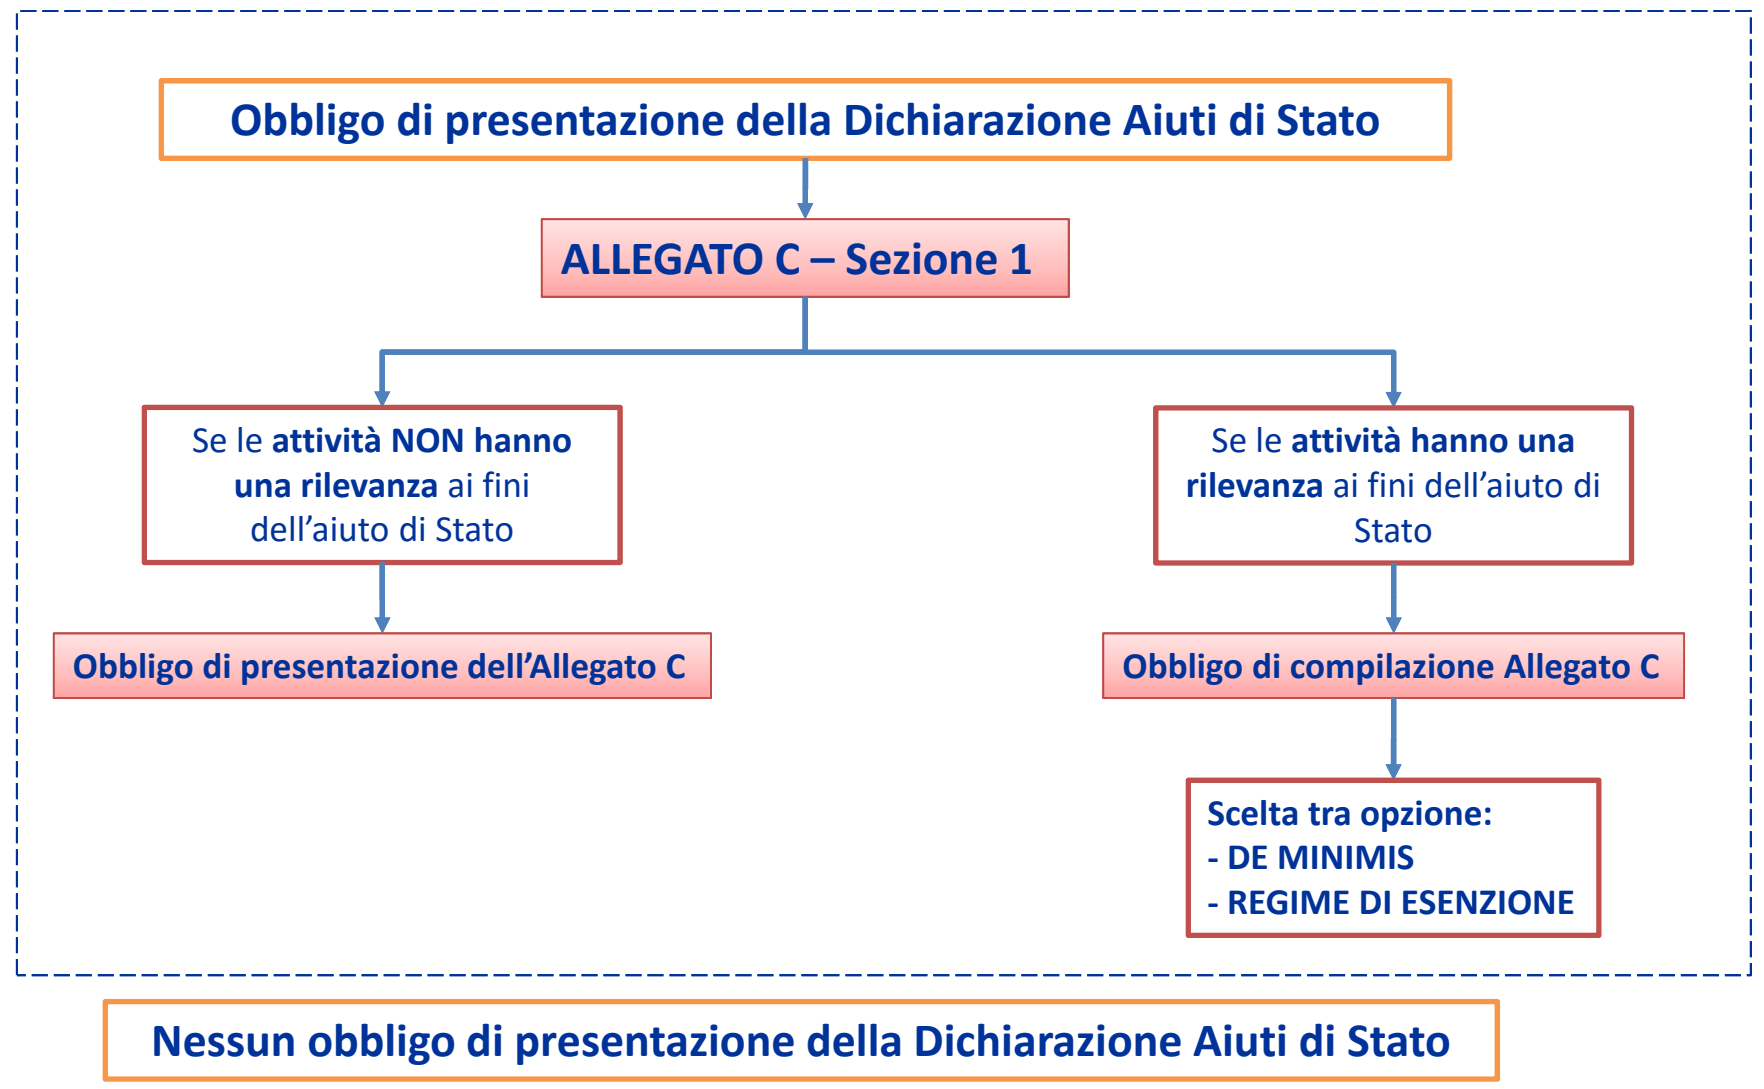 Obbligo di presentazione della Dichiarazione Aiuti di Stato
ALLEGATO C – Sezione 1
Se le attività NON hanno
una rilevanza ai fini
dell’aiuto di Stato
Se le attività hanno una
rilevanza ai fini dell’aiuto di
Stato
Obbligo di presentazione dell’Allegato C
Obbligo di compilazione Allegato C
Scelta tra opzione:
- DE MINIMIS
- REGIME DI ESENZIONE
Nessun obbligo di presentazione della Dichiarazione Aiuti di Stato